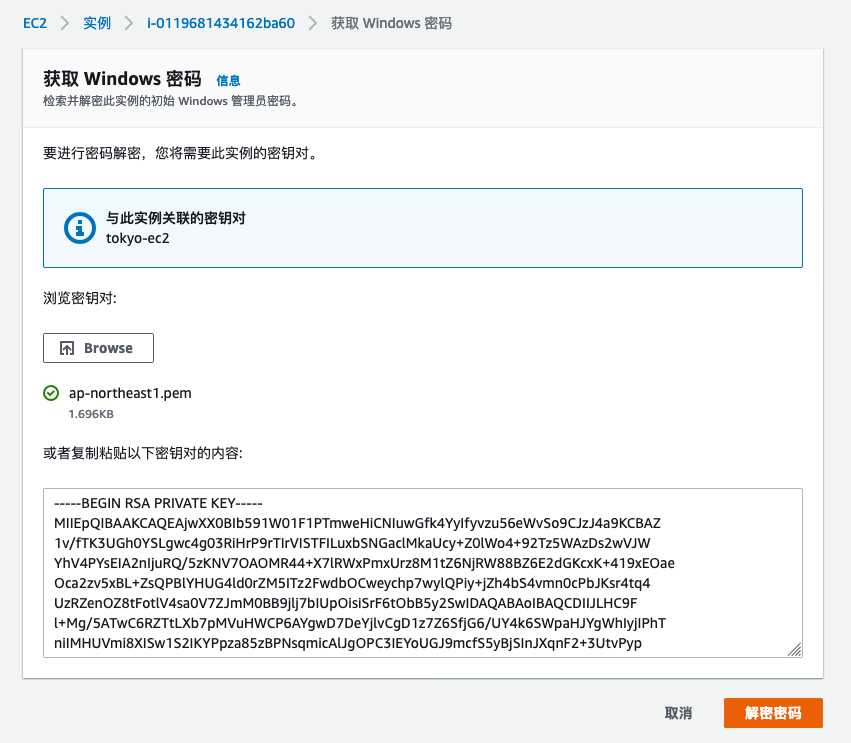 EC2 > 实例 > i-0119681434162ba60 > 获取 Windows 密码
获取 Windows 密码 信息
检索并解密此实例的初始 Windows 管理员密码。
要进行密码解密，您将需要此实例的密钥对。
与此实例关联的密钥对
tokyo-ec2
浏览密钥对:
Browse
ap-northeast1.pem
1.696KB
或者复制粘贴以下密钥对的内容:
-----BEGIN RSA PRIVATE KEY-----
MIIEpQIBAAKCAQEAjwXX0BIb591W01F1PTmweHiCNIuwGfk4YyIfyvzu56eWvSo9CJzJ4a9KCBAZ
1v/fTK3UGh0YSLgwc4g03RiHrP9rTIrVISTFILuxbSNGaclMkaUcy+Z0lWo4+92Tz5WAzDs2wVJW
YhV4PYsEIA2nIjuRQ/5zKNV7OAOMR44+X7lRWxPmxUrz8M1tZ6NjRW88BZ6E2dGKcxK+419xEOae
Oca2zv5xBL+ZsQPBlYHUG4ld0rZM5ITz2FwdbOCweychp7wylQPiy+jZh4bS4vmn0cPbJKsr4tq4
UzRZenOZ8tFotlV4sa0V7ZJmM0BB9jlj7bIUpOisiSrF6tObB5y2SwIDAQABAoIBAQCDIIJLHC9F
l+Mg/5ATwC6RZTtLXb7pMVuHWCP6AYgwD7DeYjlvCgD1z7Z6SfjG6/UY4k6SWpaHJYgWhIyjIPhT
niIMHUVmi8XISw1S2IKYPpza85zBPNsqmicAlJgOPC3IEYoUGJ9mcfS5yBjSInJXqnF2+3UtvPyp
取消 解密密码